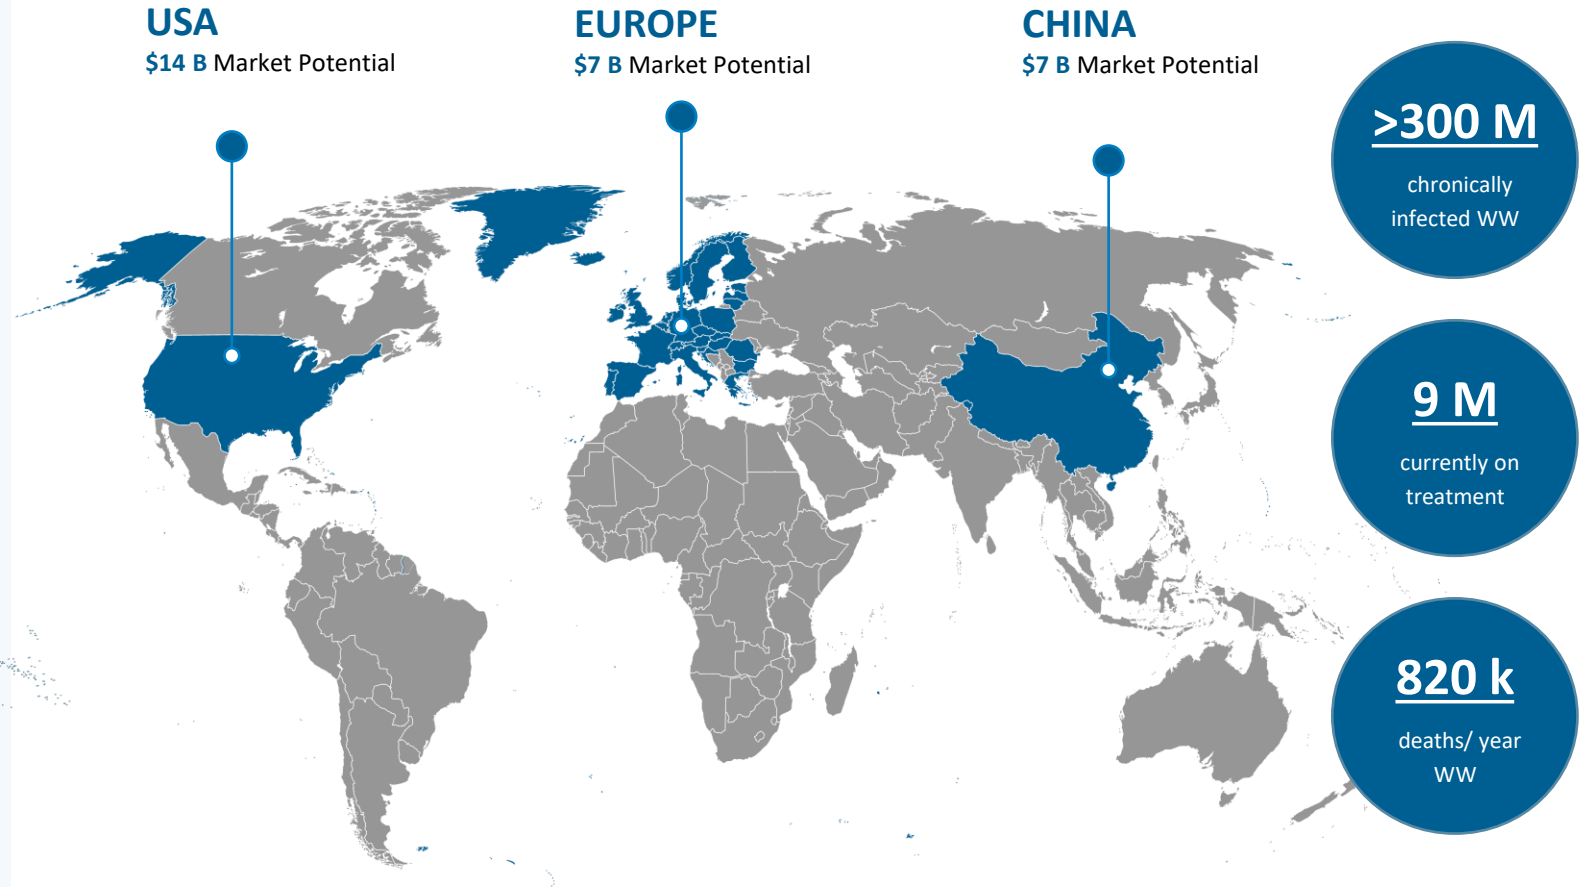 USA
$14 B Market Potential
EUROPE
$7 B Market Potential
CHINA
$7 B Market Potential
>300 M
chronically
infected WW
9 M
currently on
treatment
820 k
deaths/ year
WW